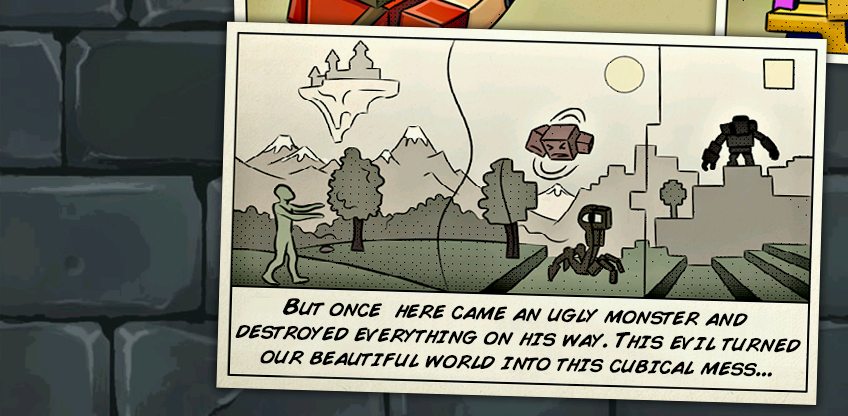 But once here came an ugly monster and
destroyed everything on his way. This evil turned
our beautiful world into this cubical mess...